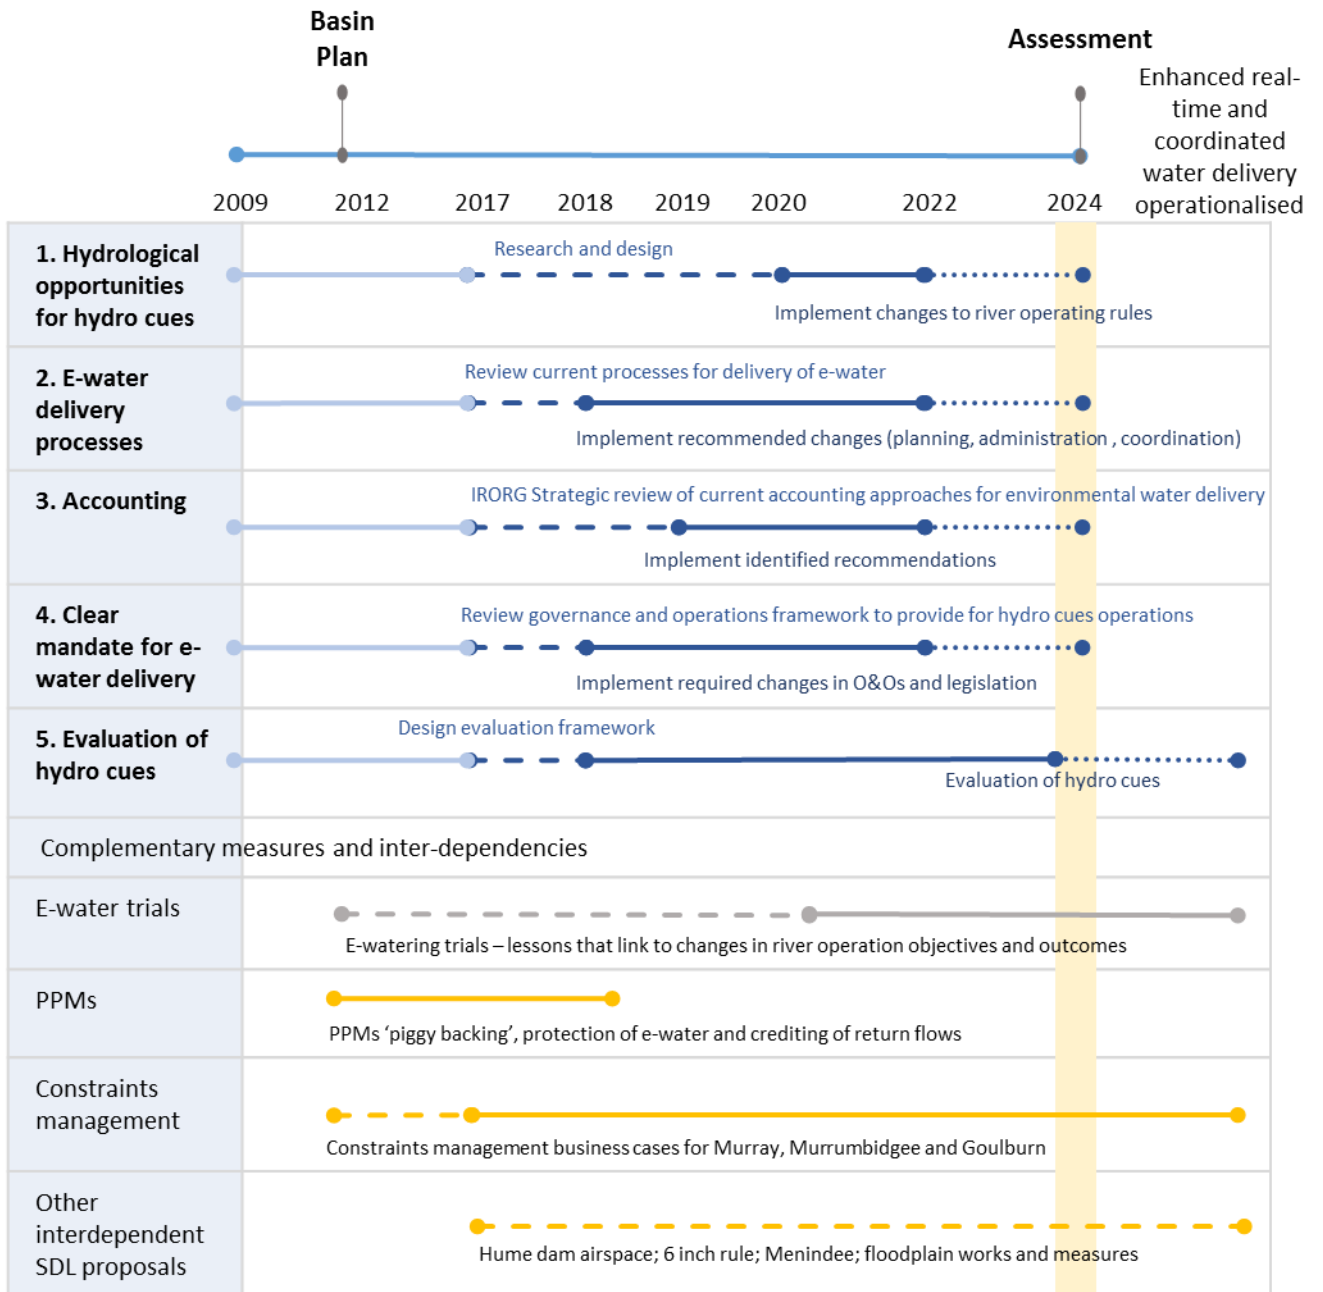 Basin
Plan
Assessment
Enhanced real-
time and
coordinated
water delivery
operationalised
2009 2012 2017 2018 2019 2020 2022 2024
1. Hydrological
opportunities
for hydro cues
Research and design
Implement changes to river operating rules
2. E-water
delivery
processes
Review current processes for delivery of e-water
Implement recommended changes (planning, administration , coordination)
3. Accounting
IRORG Strategic review of current accounting approaches for environmental water delivery
Implement identified recommendations
4. Clear
mandate for e-
water delivery
Review governance and operations framework to provide for hydro cues operations
Implement required changes in O&Os and legislation
5. Evaluation of
hydro cues
Design evaluation framework
Evaluation of hydro cues
Complementary measures and inter-dependencies
E-water trials
E-watering trials – lessons that link to changes in river operation objectives and outcomes
PPMs
PPMs ‘piggy backing’, protection of e-water and crediting of return flows
Constraints
management
Constraints management business cases for Murray, Murrumbidgee and Goulburn
Other
interdependent
SDL proposals
Hume dam airspace; 6 inch rule; Menindee; floodplain works and measures